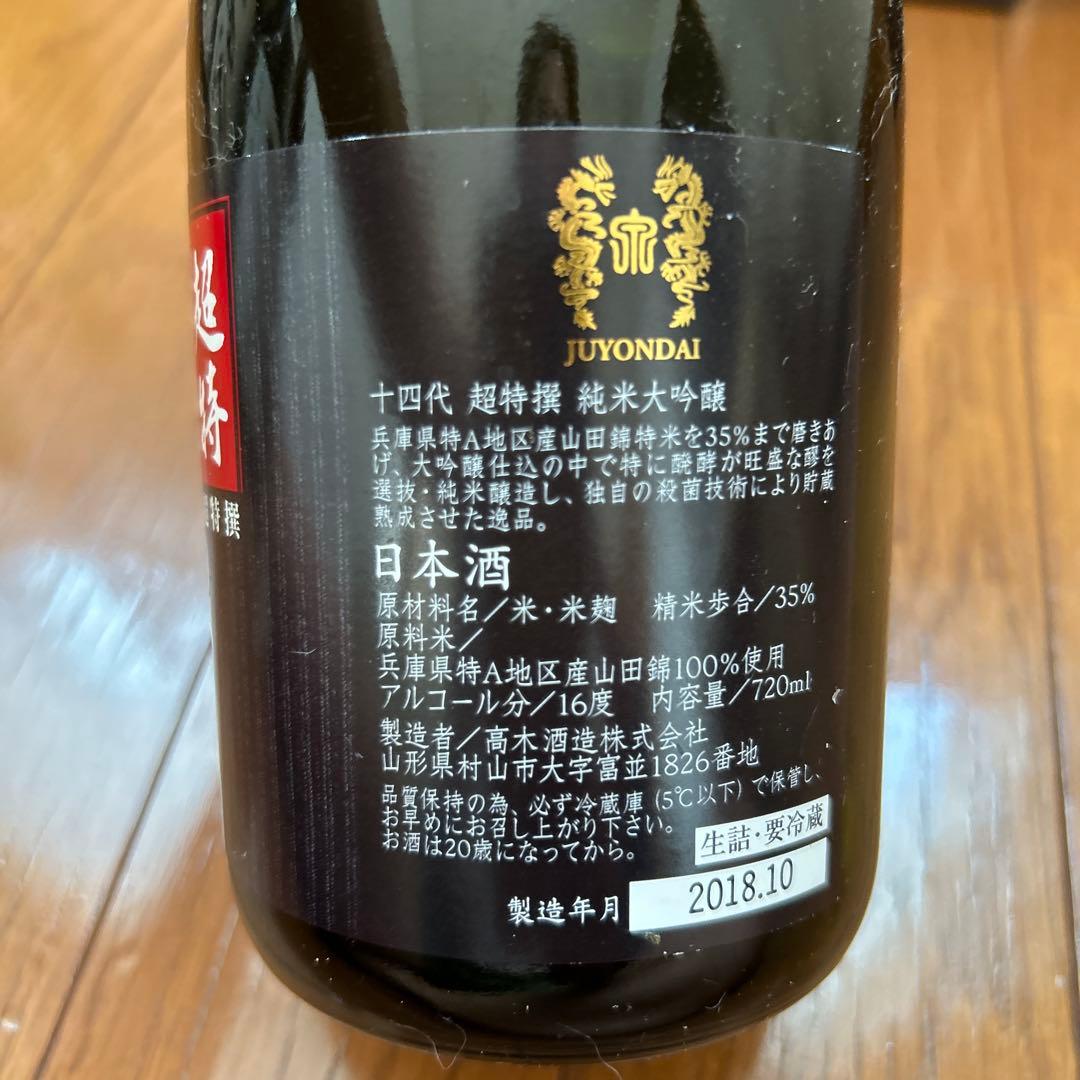 超特
特撰
JUYONDAI
十四代 超特撰 純米大吟醸
兵庫県特A地区産山田錦特米を35%まで磨きあ
げ、大吟醸仕込の中で特に醗酵が旺盛な醪を
選抜・純米醸造し、独自の殺菌技術により貯蔵
熟成させた逸品。
日本酒
原材料名／米・米麹 精米歩合／35%
原料米／
兵庫県特A地区産山田錦100%使用
アルコール分／16度 内容量／720ml
製造者／高木酒造株式会社
山形県村山市大字富並1826番地
品質保持の為、必ず冷蔵庫(5℃以下)で保管し、
お早めにお召し上がり下さい。
お酒は20歳になってから。
生詰・要冷蔵
製造年月 2018.10